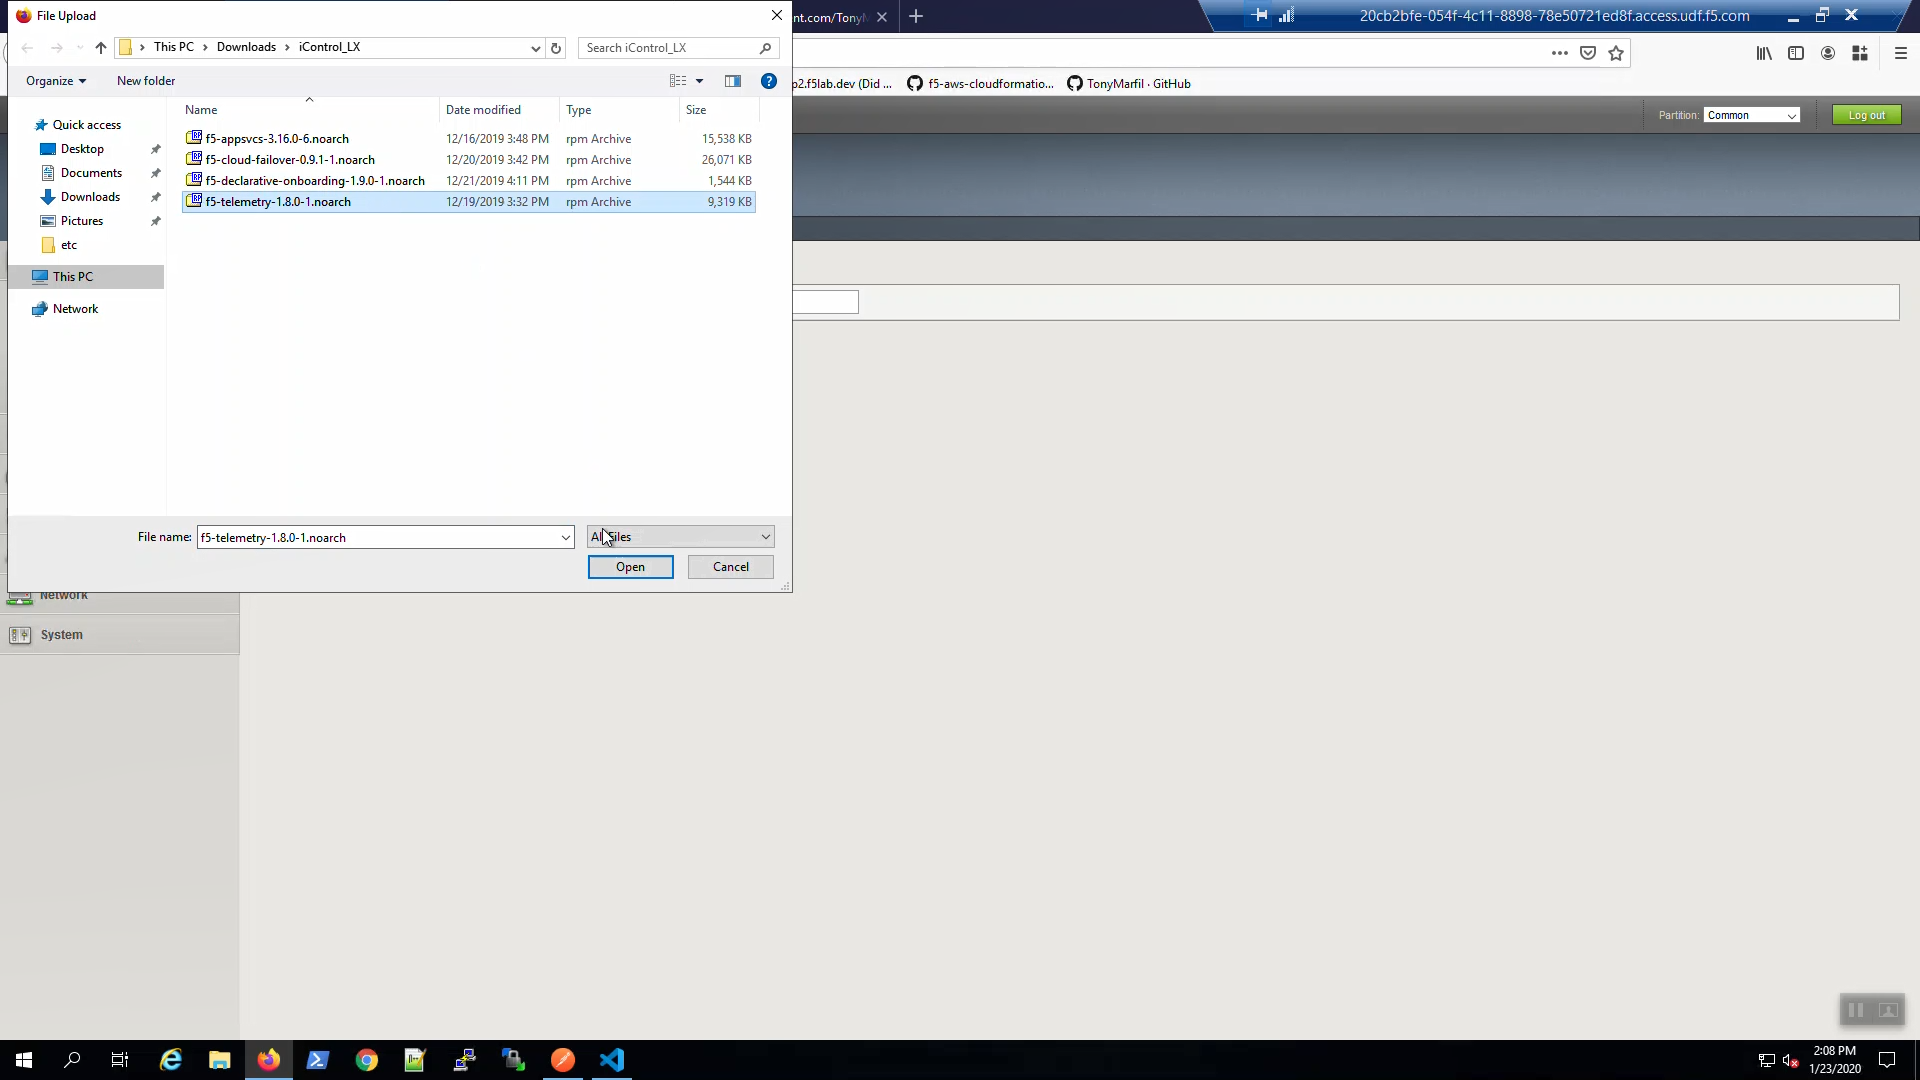 File Upload
nt.com/Tony
20cb2bfe-054f-4c11-8898-78e50721ed8f.access.udf.f5.com
This PC
Downloads
iControl_LX
Search iControl_LX
Organize
New folder
p2.f5lab.dev (Did ...
f5-aws-cloudformatio...
TonyMarfil · GitHub
Name
Date modified
Type
Size
Partition:
Common
Log out
Quick access
Desktop
Documents
Downloads
Pictures
etc
This PC
Network
f5-appsvcs-3.16.0-6.noarch 12/16/2019 3:48 PM rpm Archive 15,538 KB
f5-cloud-failover-0.9.1-1.noarch 12/20/2019 3:42 PM rpm Archive 26,071 KB
f5-declarative-onboarding-1.9.0-1.noarch 12/21/2019 4:11 PM rpm Archive 1,544 KB
f5-telemetry-1.8.0-1.noarch 12/19/2019 3:32 PM rpm Archive 9,319 KB
File name:
f5-telemetry-1.8.0-1.noarch
All Files
Open
Cancel
Network
System
2:08 PM
1/23/2020